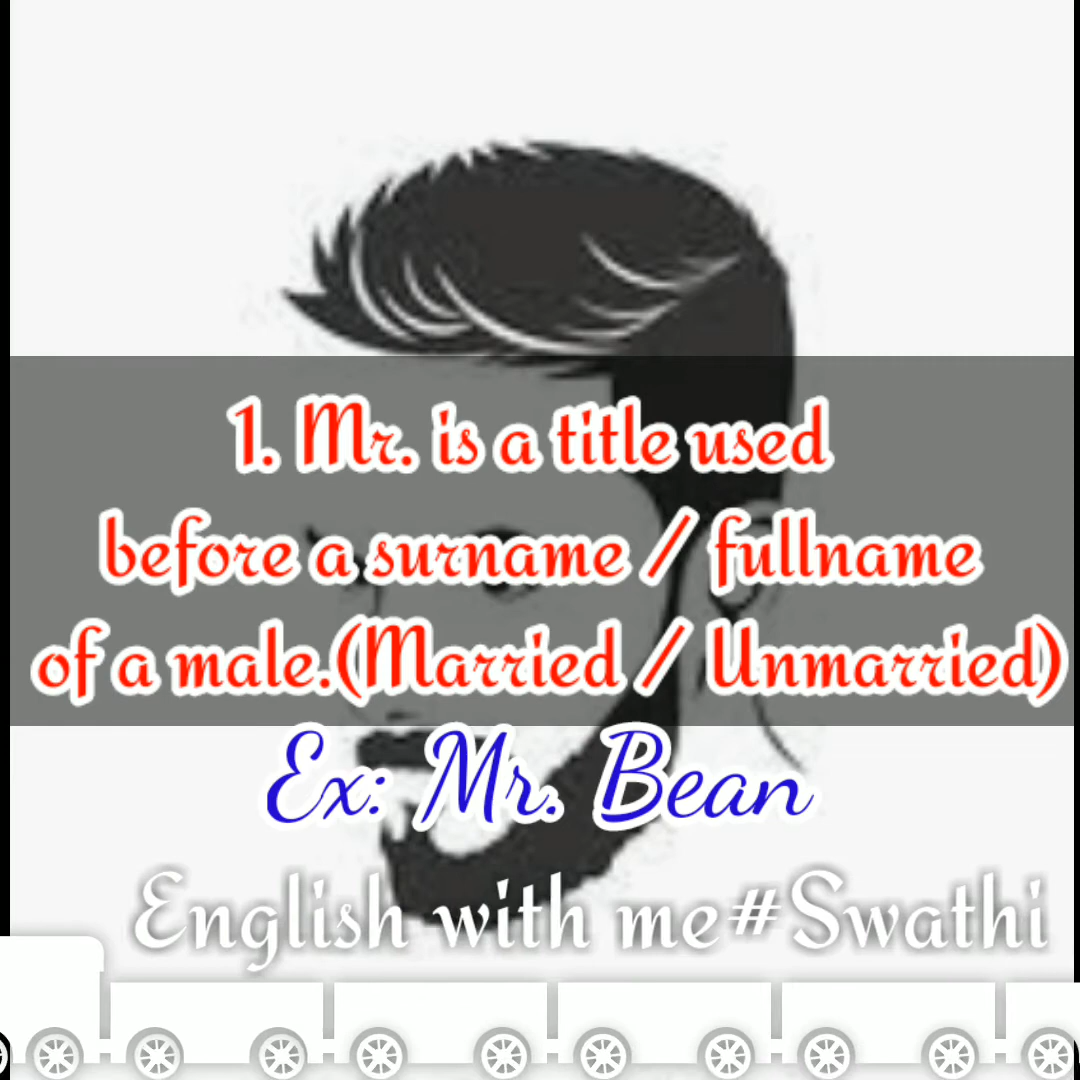 1. Mr. is a title used
before a surname / fullname
of a male.(Married / Unmarried)
Ex: Mr. Bean
English with me#Swathi